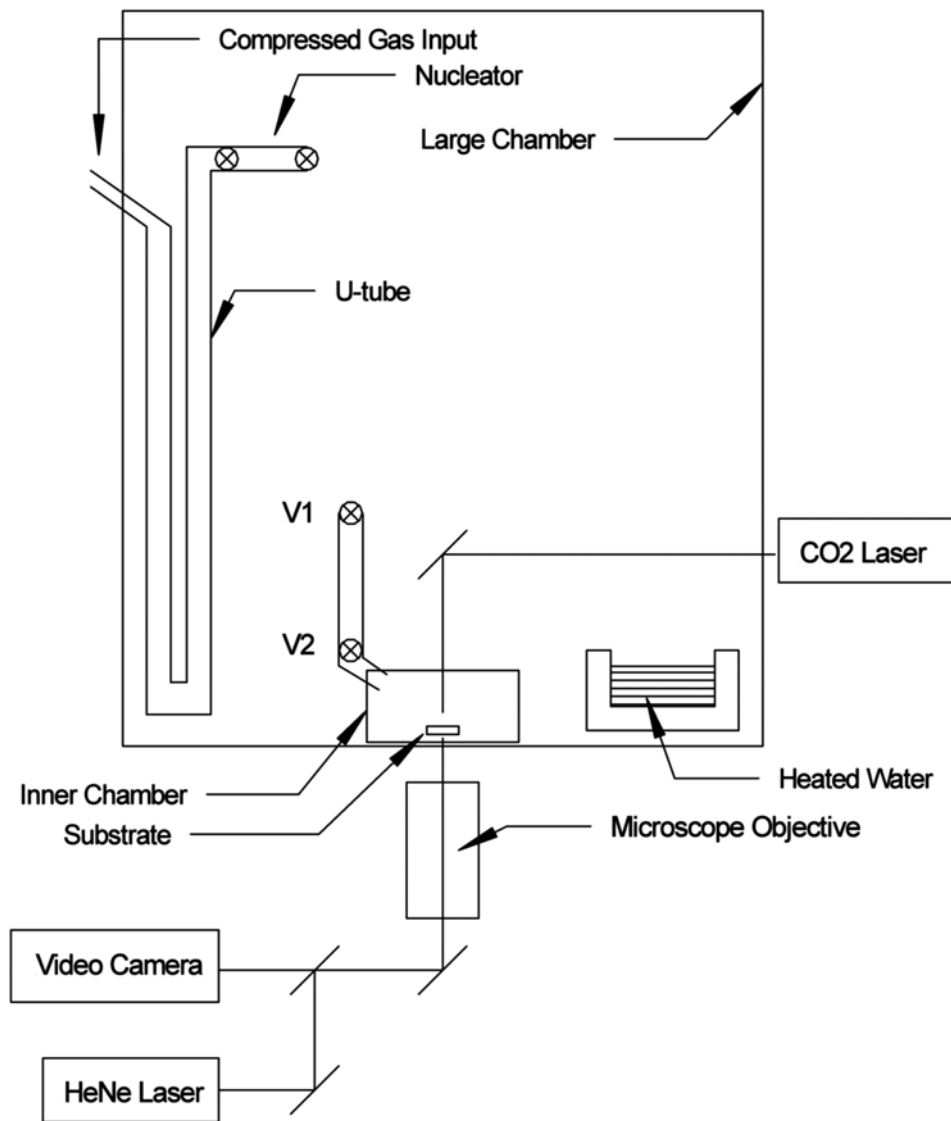 Compressed Gas Input
Nucleator
Large Chamber
U-tube
V1
CO2 Laser
V2
Inner Chamber
Heated Water
Substrate
Microscope Objective
Video Camera
HeNe Laser